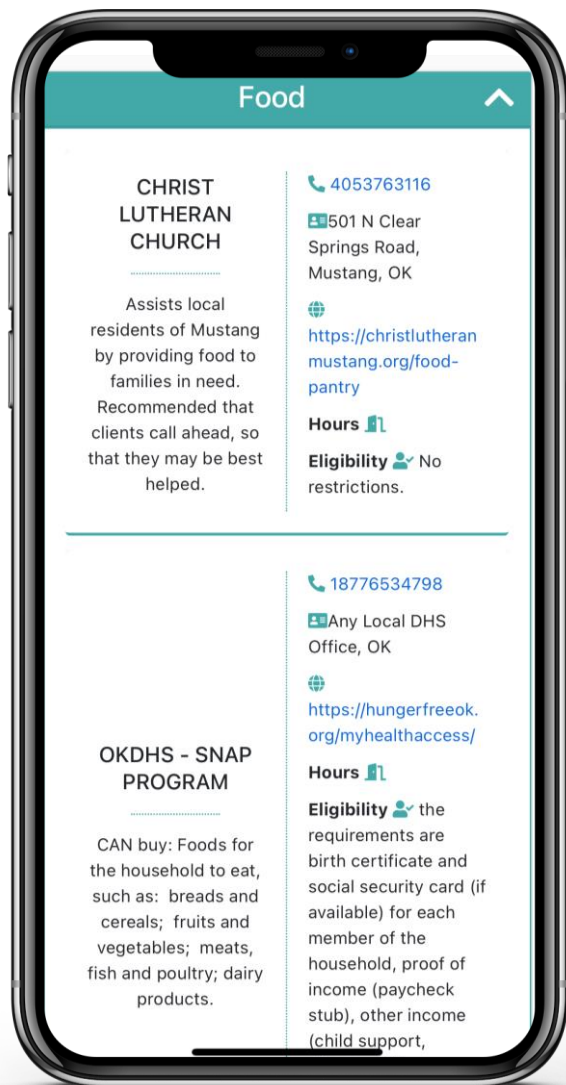 Food
CHRIST
LUTHERAN
CHURCH
Assists local
residents of Mustang
by providing food to
families in need.
Recommended that
clients call ahead, so
that they may be best
helped.
4053763116
501 N Clear
Springs Road,
Mustang, OK
https://christlutheran
mustang.org/food-
pantry
Hours
Eligibility No
restrictions.
OKDHS - SNAP
PROGRAM
CAN buy: Foods for
the household to eat,
such as: breads and
cereals; fruits and
vegetables; meats,
fish and poultry; dairy
products.
18776534798
Any Local DHS
Office, OK
https://hungerfreeok.
org/myhealthaccess/
Hours
Eligibility the
requirements are
birth certificate and
social security card (if
available) for each
member of the
household, proof of
income (paycheck
stub), other income
(child support,